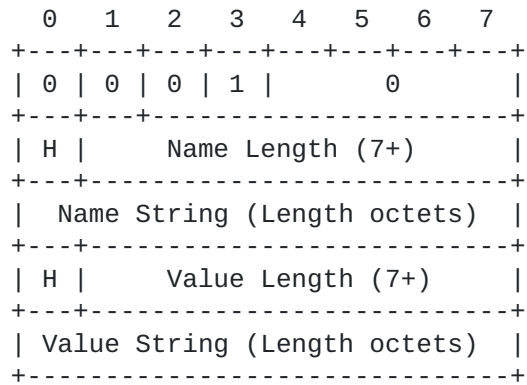 0   1   2   3   4   5   6   7
+---+---+---+---+---+---+---+---+
| 0 | 0 | 0 | 1 |       0       |
+---+---+-----------------------+
| H |     Name Length (7+)      |
+---+---------------------------+
|  Name String (Length octets)  |
+---+---------------------------+
| H |     Value Length (7+)     |
+---+---------------------------+
| Value String (Length octets)  |
+-------------------------------+